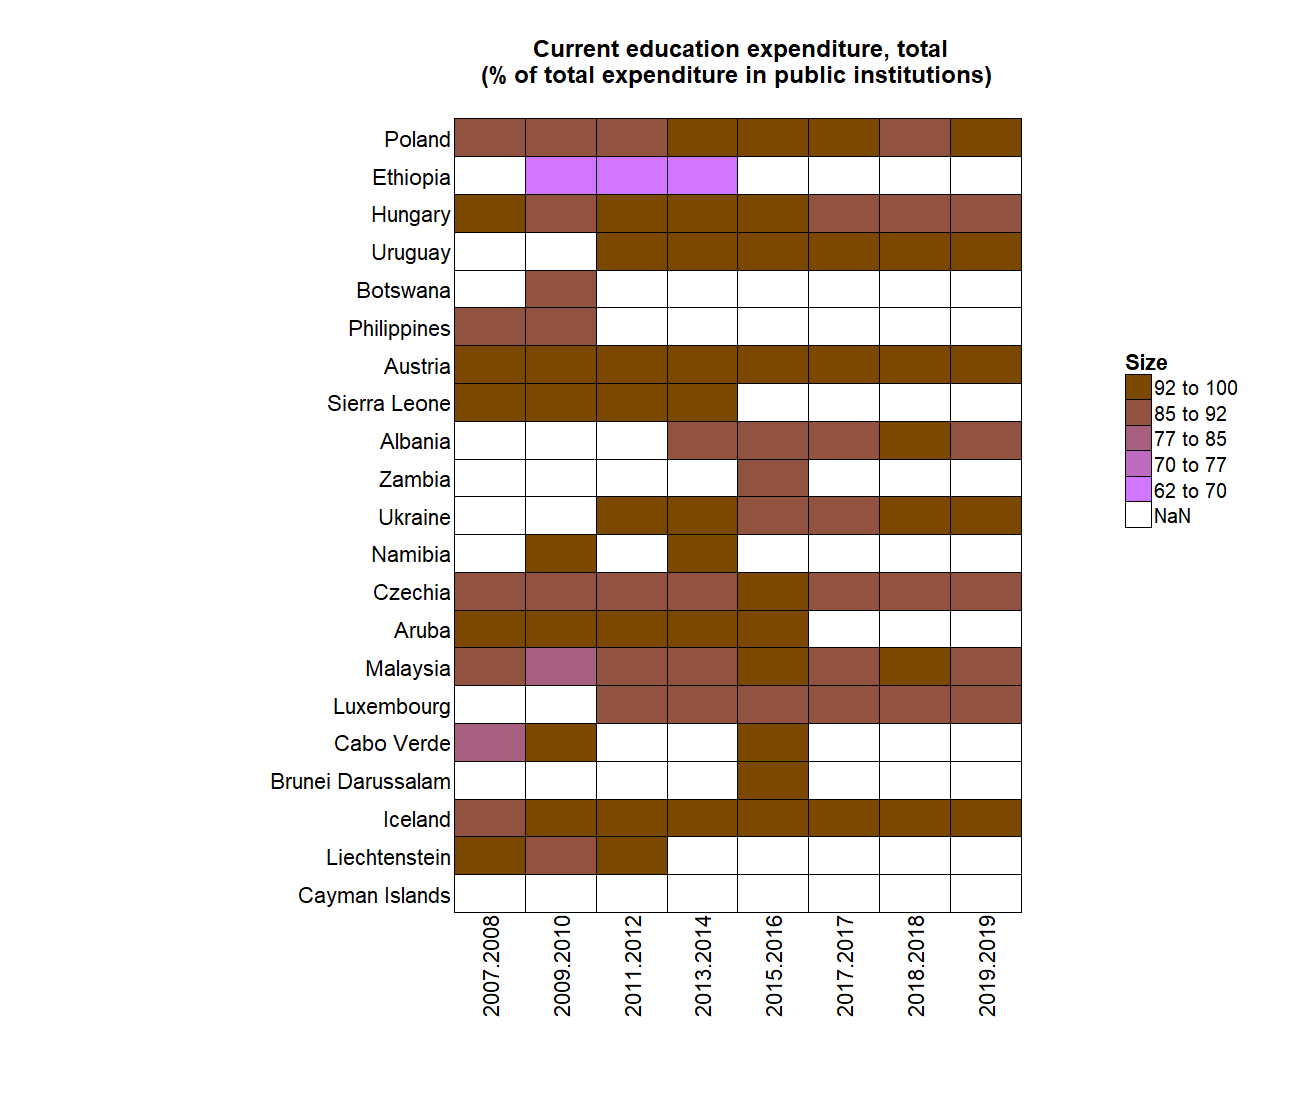 Current education expenditure, total
(% of total expenditure in public institutions)
Poland
Ethiopia
Hungary
Uruguay
Botswana
Philippines
Austria
Sierra Leone
Albania
Zambia
Ukraine
Namibia
Czechia
Aruba
Malaysia
Luxembourg
Cabo Verde
Brunei Darussalam
Iceland
Liechtenstein
Cayman Islands
2007.2008
2009.2010
2011.2012
2013.2014
2015.2016
2017.2017
2018.2018
2019.2019
Size
92 to 100
85 to 92
77 to 85
70 to 77
62 to 70
NaN